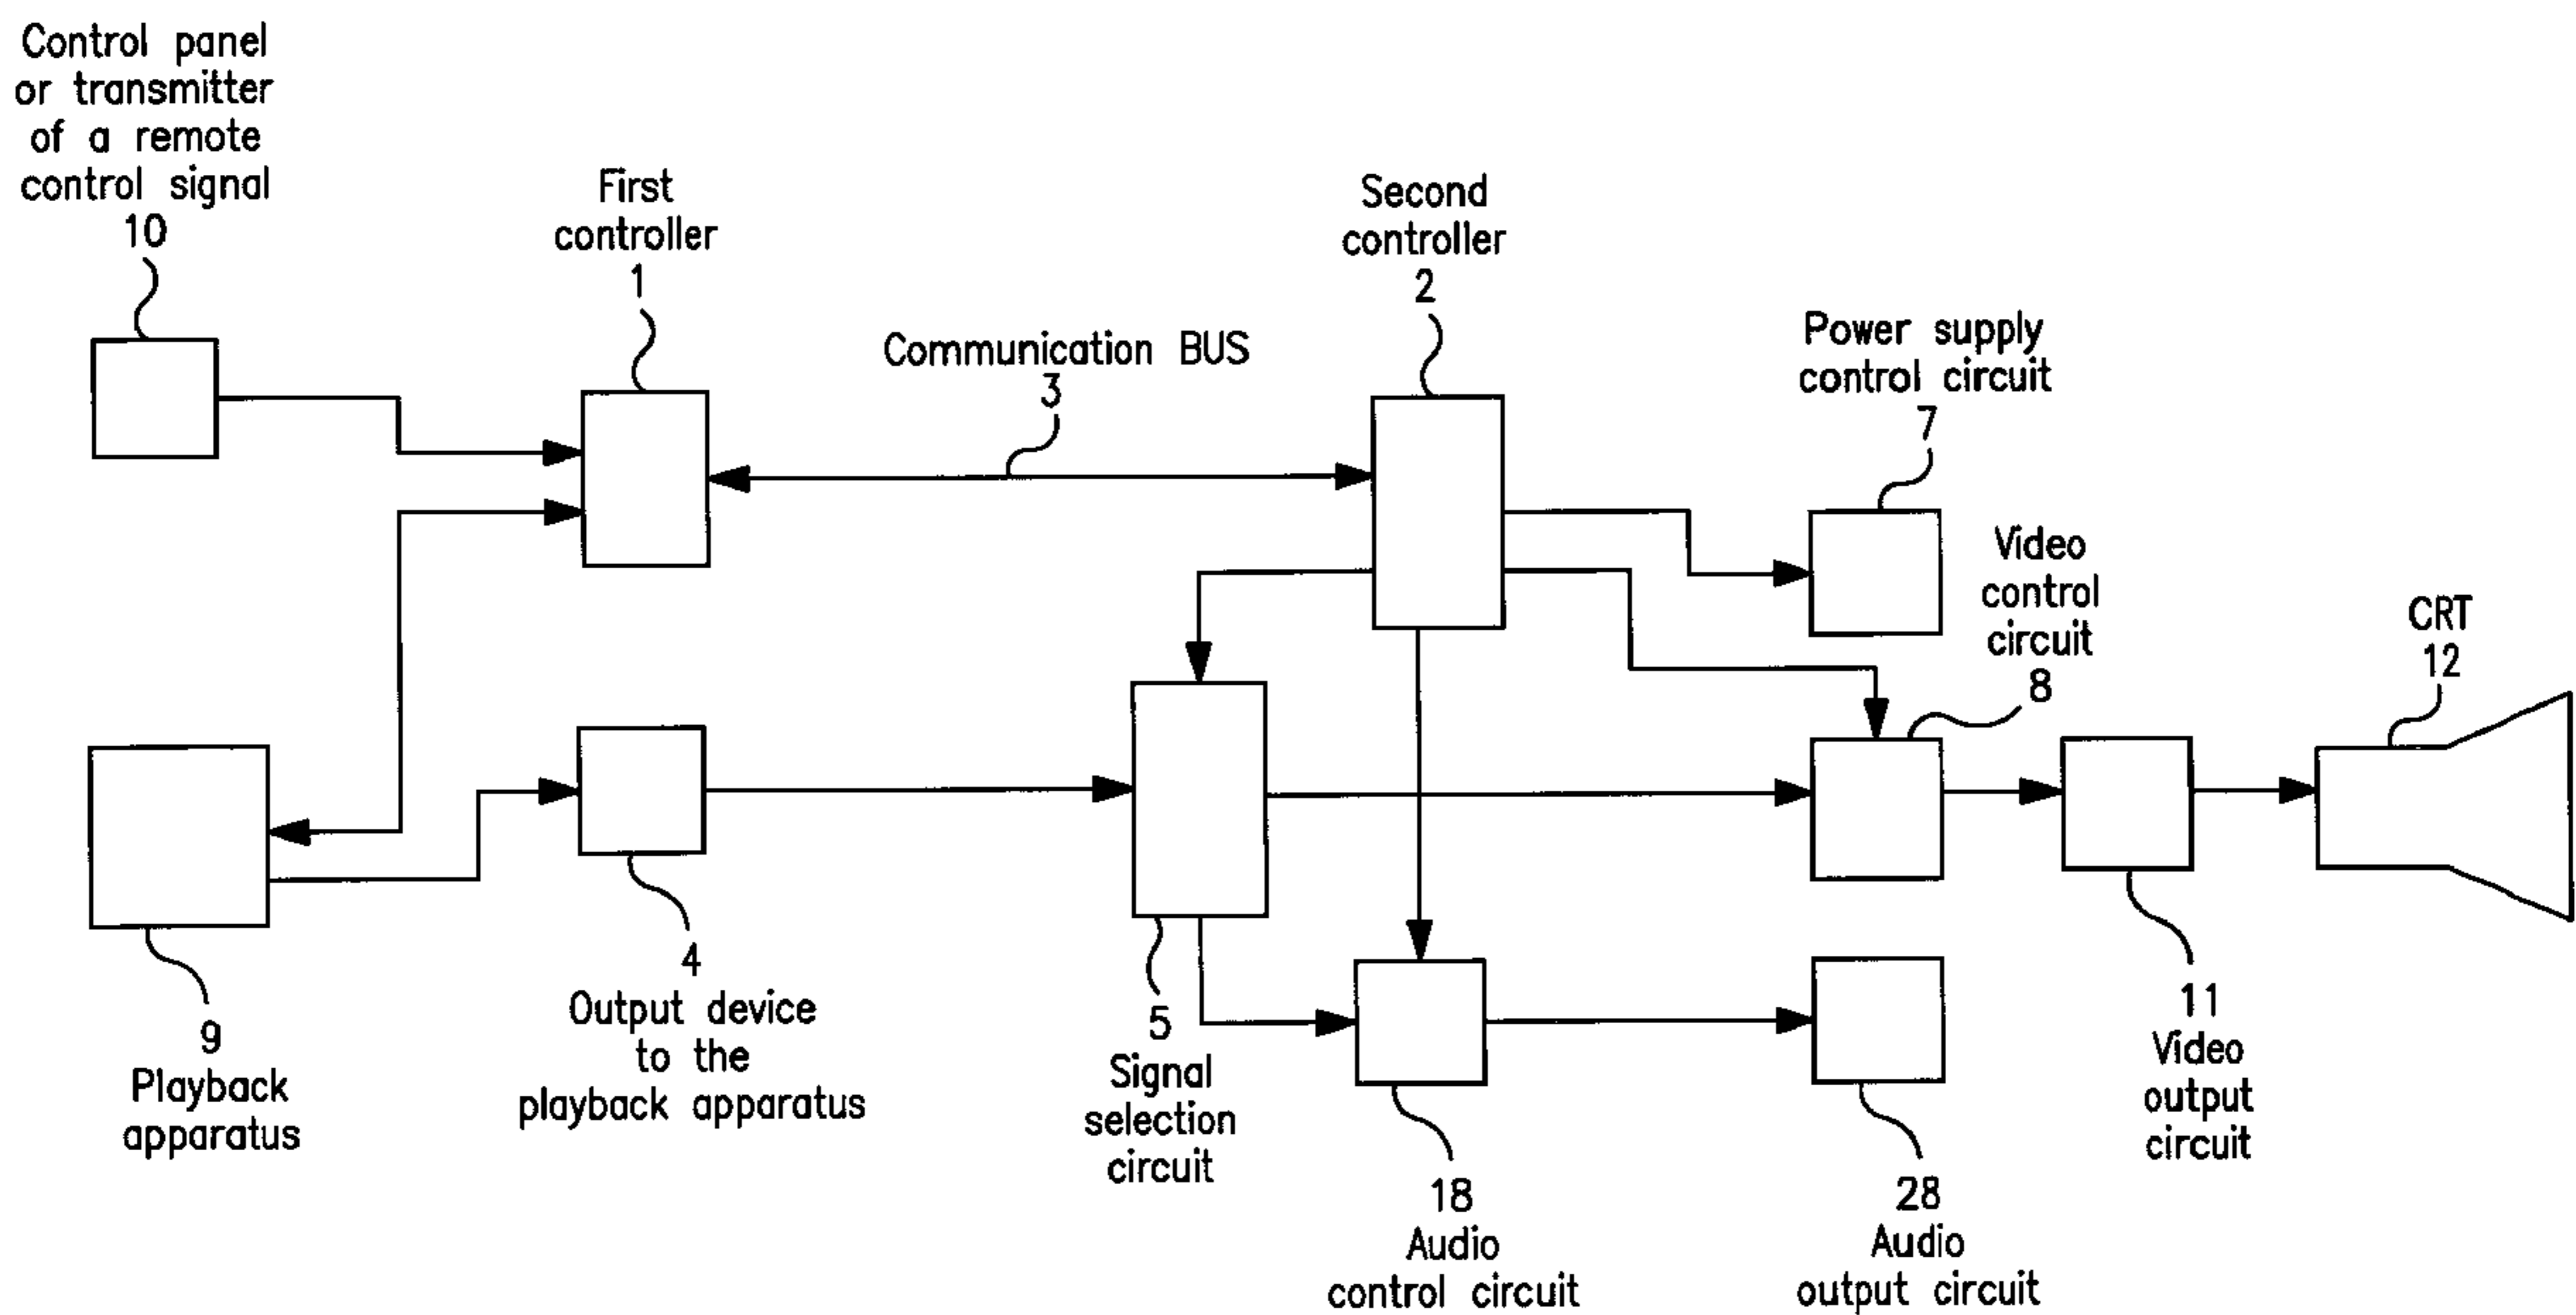 Control panel
or transmitter
of a remote
control signal
10
First
controller
1
Communication BUS
3
Second
controller
2
Power supply
control circuit
7
Video
control
circuit
8
CRT
12
9
Playback
apparatus
4
Output device
to the
playback apparatus
5
Signal
selection
circuit
18
Audio
control circuit
28
Audio
output circuit
11
Video
output
circuit